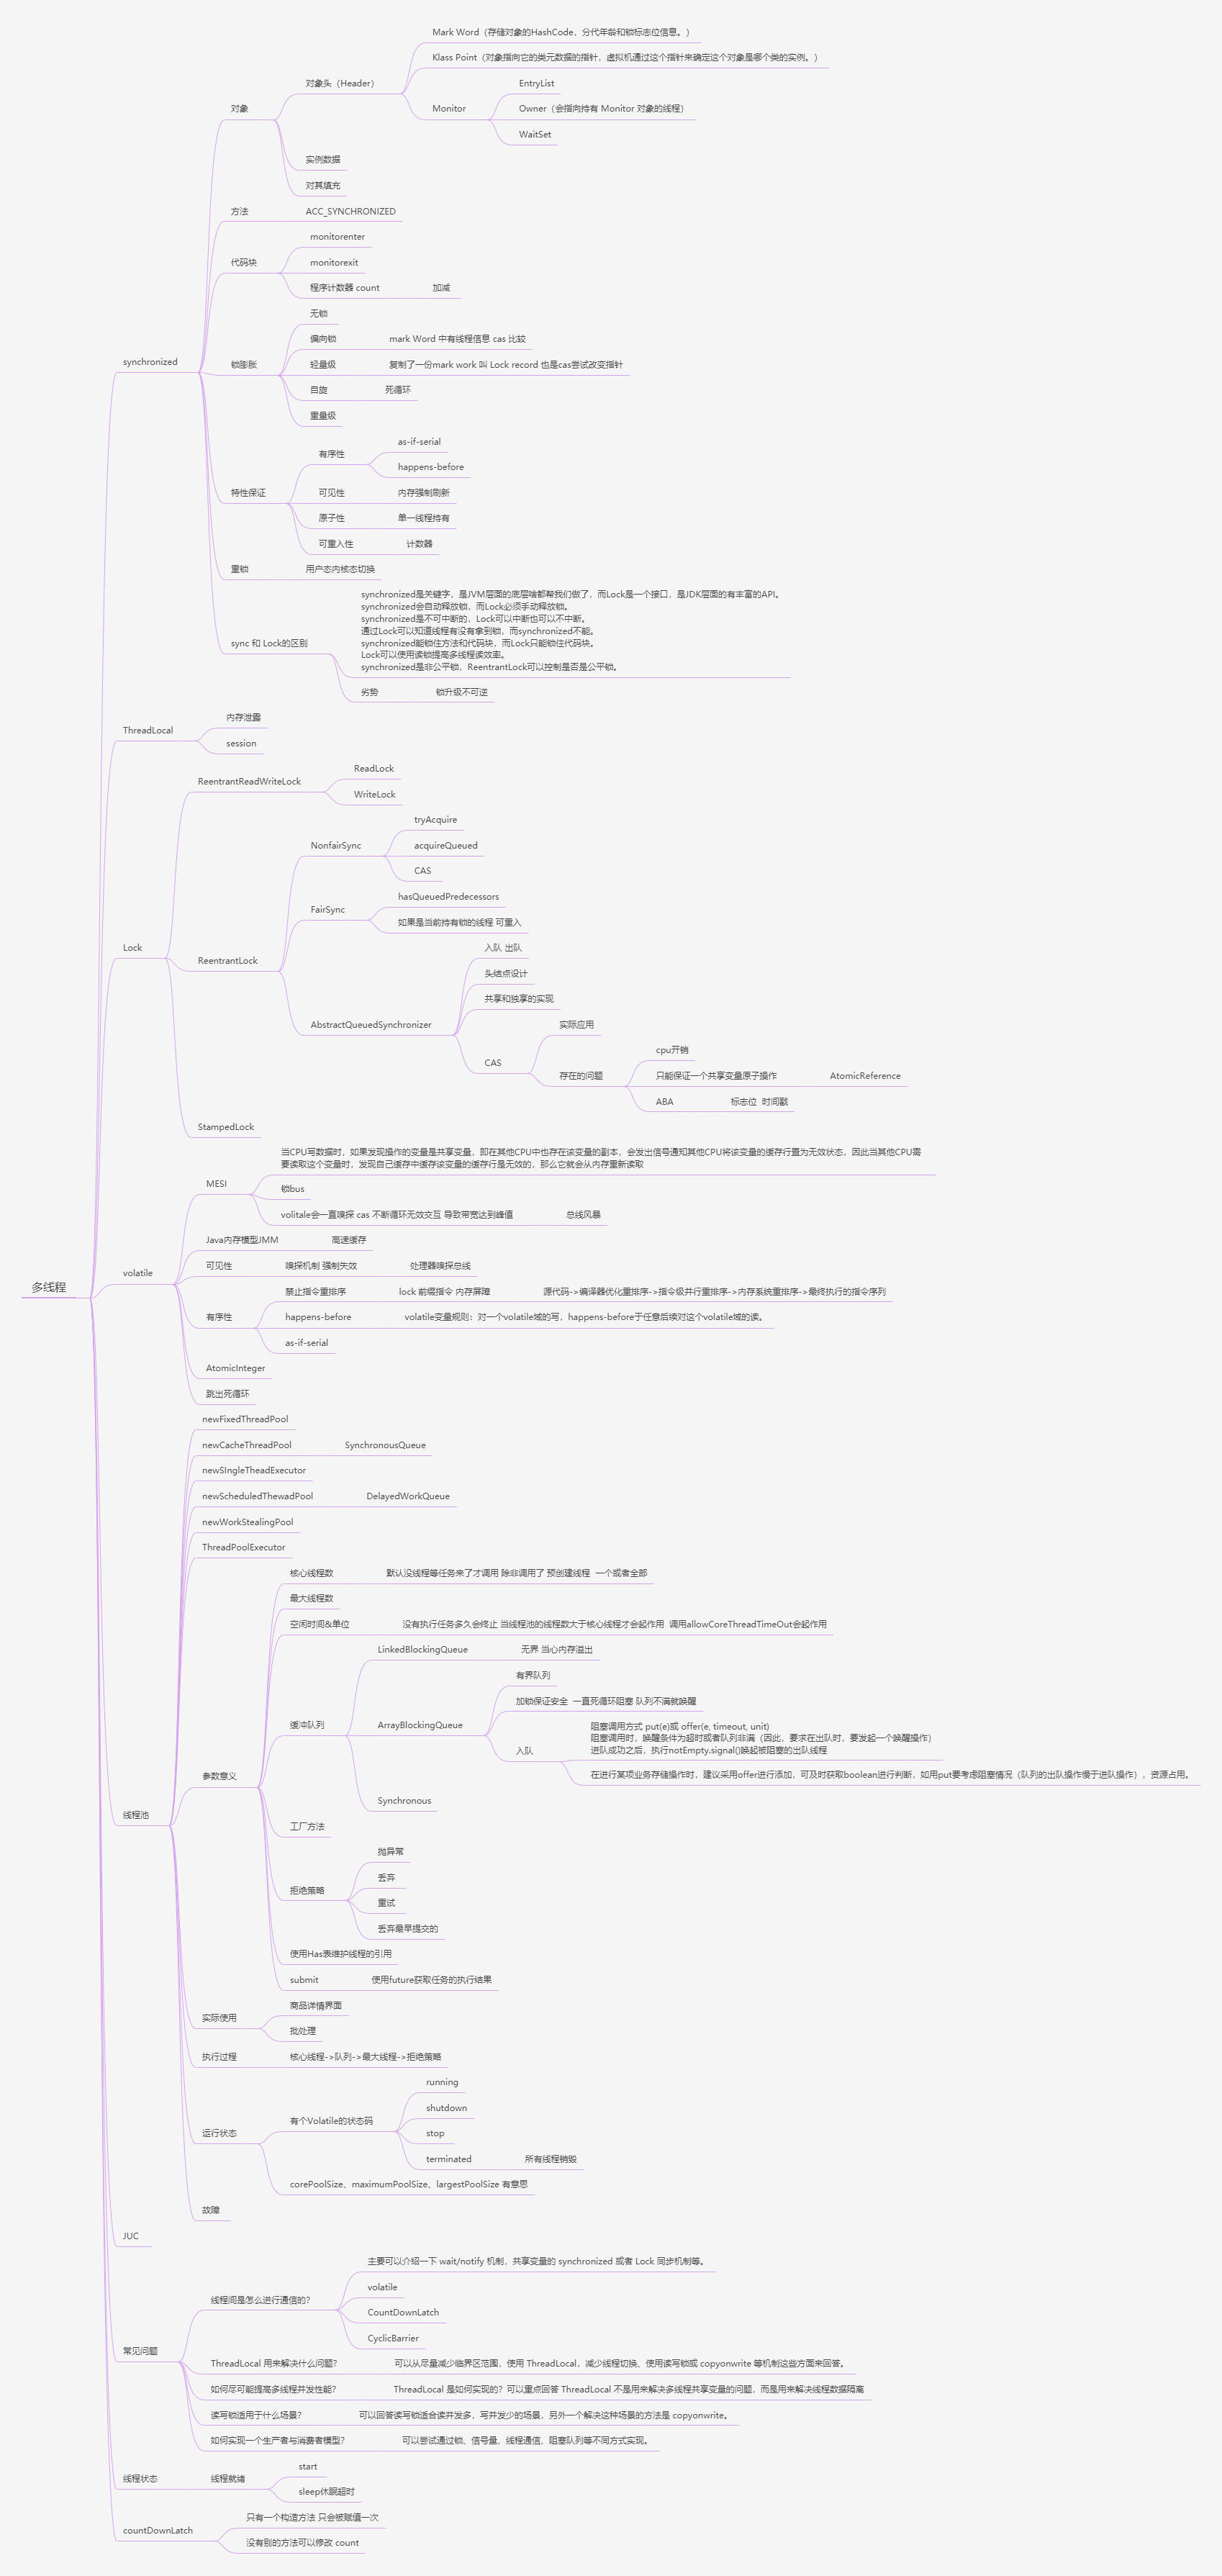 Mark Word（存储对象的HashCode，分代年龄和锁标志位信息。）
Klass Point（对象指向它的类元数据的指针，虚拟机通过这个指针来确定这个对象是哪个类的实例。）
对象头（Header）
EntryList
Monitor
Owner（会指向持有 Monitor 对象的线程）
WaitSet
对象
实例数据
对其填充
方法
ACC_SYNCHRONIZED
monitorenter
代码块
monitorexit
程序计数器 count
加减
无锁
偏向锁
mark Word 中有线程信息 cas 比较
synchronized
锁膨胀
轻量级
复制了一份mark work 叫 Lock record 也是cas尝试改变指针
自旋
死循环
重量级
有序性
as-if-serial
happens-before
特性保证
可见性
内存强制刷新
原子性
单一线程持有
可重入性
计数器
重锁
用户态内核态切换
sync 和 Lock的区别
synchronized是关键字，是JVM层面的底层啥都帮我们做了，而Lock是一个接口，是JDK层面的有丰富的API。
synchronized会自动释放锁，而Lock必须手动释放锁。
synchronized是不可中断的，Lock可以中断也可以不中断。
通过Lock可以知道线程有没有拿到锁，而synchronized不能。
synchronized能锁住方法和代码块，而Lock只能锁住代码块。
Lock可以使用读锁提高多线程读效率。
synchronized是非公平锁，ReentrantLock可以控制是否是公平锁。
劣势
锁升级不可逆
ThreadLocal
内存泄露
session
ReentrantReadWriteLock
ReadLock
WriteLock
NonfairSync
tryAcquire
acquireQueued
CAS
FairSync
hasQueuedPredecessors
如果是当前持有锁的线程 可重入
Lock
ReentrantLock
入队 出队
头结点设计
共享和独享的实现
AbstractQueuedSynchronizer
CAS
实际应用
存在的问题
cpu开销
只能保证一个共享变量原子操作
AtomicReference
ABA
标志位 时间戳
StampedLock
MESI
当CPU写数据时，如果发现操作的变量是共享变量，即在其他CPU中也存在该变量的副本，会发出信号通知其他CPU将该变量的缓存行置为无效状态，因此当其他CPU需
要读取这个变量时，发现自己缓存中缓存该变量的缓存行是无效的，那么它就会从内存重新读取
锁bus
volitale会一直嗅探 cas 不断循环无效交互 导致带宽达到峰值
总线风暴
Java内存模型JMM
高速缓存
多线程
volatile
可见性
嗅探机制 强制失效
处理器嗅探总线
有序性
禁止指令重排序
lock 前缀指令 内存屏障
源代码->编译器优化重排序->指令级并行重排序->内存系统重排序->最终执行的指令序列
happens-before
volatile变量规则：对一个volatile域的写，happens-before于任意后续对这个volatile域的读。
as-if-serial
AtomicInteger
跳出死循环
newFixedThreadPool
newCacheThreadPool
SynchronousQueue
newSIngleTheadExecutor
newScheduledThewadPool
DelayedWorkQueue
newWorkStealingPool
ThreadPoolExecutor
核心线程数
默认没线程等任务来了才调用 除非调用了 预创建线程 一个或者全部
最大线程数
空闲时间&单位
没有执行任务多久会终止 当线程池的线程数大于核心线程才会起作用 调用allowCoreThreadTimeOut会起作用
缓冲队列
LinkedBlockingQueue
无界 当心内存溢出
ArrayBlockingQueue
有界队列
加锁保证安全 一直死循环阻塞 队列不满就唤醒
入队
阻塞调用方式 put(e)或 offer(e, timeout, unit)
阻塞调用时，唤醒条件为超时或者队列非满（因此，要求在出队时，要发起一个唤醒操作）
进队成功之后，执行notEmpty.signal()唤起被阻塞的出队线程
在进行某项业务存储操作时，建议采用offer进行添加，可及时获取boolean进行判断，如用put要考虑阻塞情况（队列的出队操作慢于进队操作），资源占用。
Synchronous
线程池
参数意义
工厂方法
拒绝策略
抛异常
丢弃
重试
丢弃最早提交的
使用Has表维护线程的引用
submit
使用future获取任务的执行结果
实际使用
商品详情界面
批处理
执行过程
核心线程->队列->最大线程->拒绝策略
运行状态
有个Volatile的状态码
running
shutdown
stop
terminated
所有线程销毁
corePoolSize、maximumPoolSize、largestPoolSize 有意思
故障
JUC
常见问题
线程间是怎么进行通信的？
主要可以介绍一下 wait/notify 机制，共享变量的 synchronized 或者 Lock 同步机制等。
volatile
CountDownLatch
CyclicBarrier
ThreadLocal 用来解决什么问题？
可以从尽量减少临界区范围，使用 ThreadLocal，减少线程切换、使用读写锁或 copyonwrite 等机制这些方面来回答。
如何尽可能提高多线程并发性能？
ThreadLocal 是如何实现的？可以重点回答 ThreadLocal 不是用来解决多线程共享变量的问题，而是用来解决线程数据隔离
读写锁适用于什么场景？
可以回答读写锁适合读并发多，写并发少的场景，另外一个解决这种场景的方法是 copyonwrite。
如何实现一个生产者与消费者模型？
可以尝试通过锁、信号量、线程通信、阻塞队列等不同方式实现。
线程状态
线程就绪
start
sleep休眠超时
countDownLatch
只有一个构造方法 只会被赋值一次
没有别的方法可以修改 count